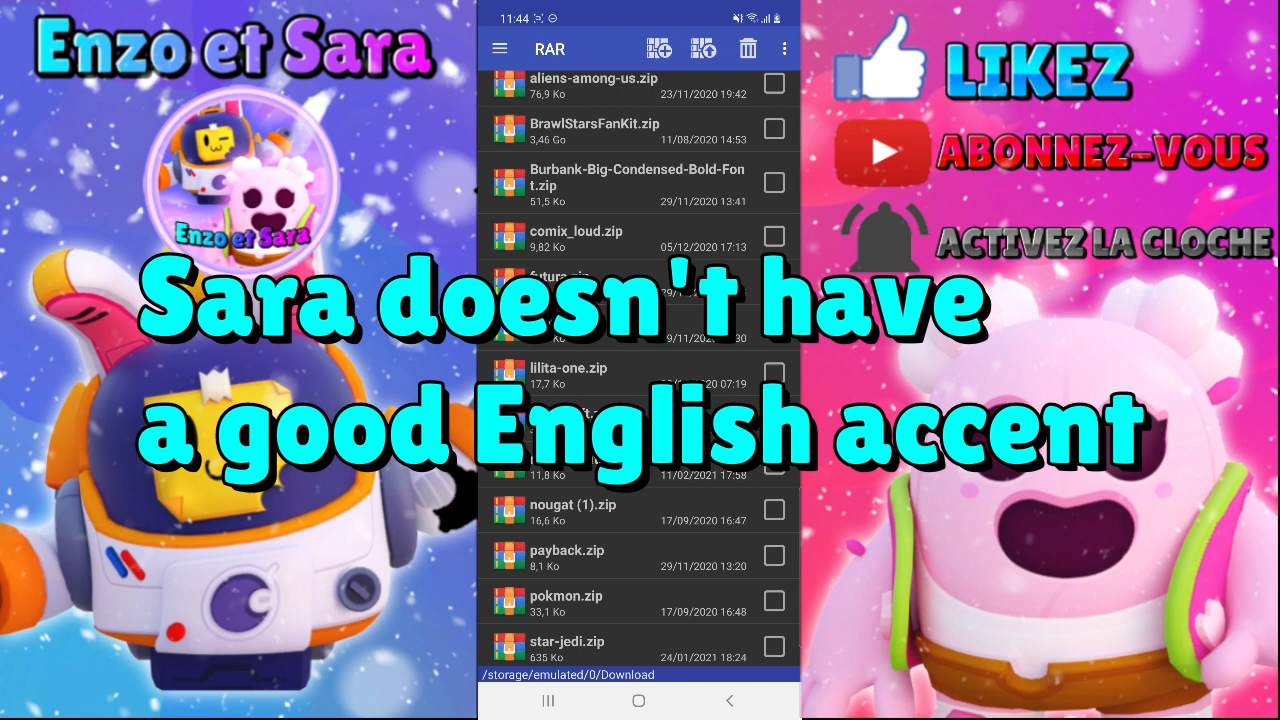 Enzo et Sara
Enzo et Sara
11:44
RAR
aliens-among-us.zip
76,9 Ko 23/11/2020 19:42
BrawlStarsFanKit.zip
3,46 Go 11/08/2020 14:53
Burbank-Big-Condensed-Bold-Fon
t.zip
51,5 Ko 29/11/2020 13:41
comix_loud.zip
9,82 Ko 05/12/2020 17:13
Sara doesn't have
lilita-one.zip
17,7 Ko 07:19
a good English accent
11,8 Ko 11/02/2021 17:58
nougat (1).zip
16,6 Ko 17/09/2020 16:47
payback.zip
8,1 Ko 29/11/2020 13:20
pokmon.zip
33,1 Ko 17/09/2020 16:48
star-jedi.zip
635 Ko 24/01/2021 18:24
/storage/emulated/0/Download
LIKEZ
ABONNEZ-VOUS
ACTIVEZ LA CLOCHE